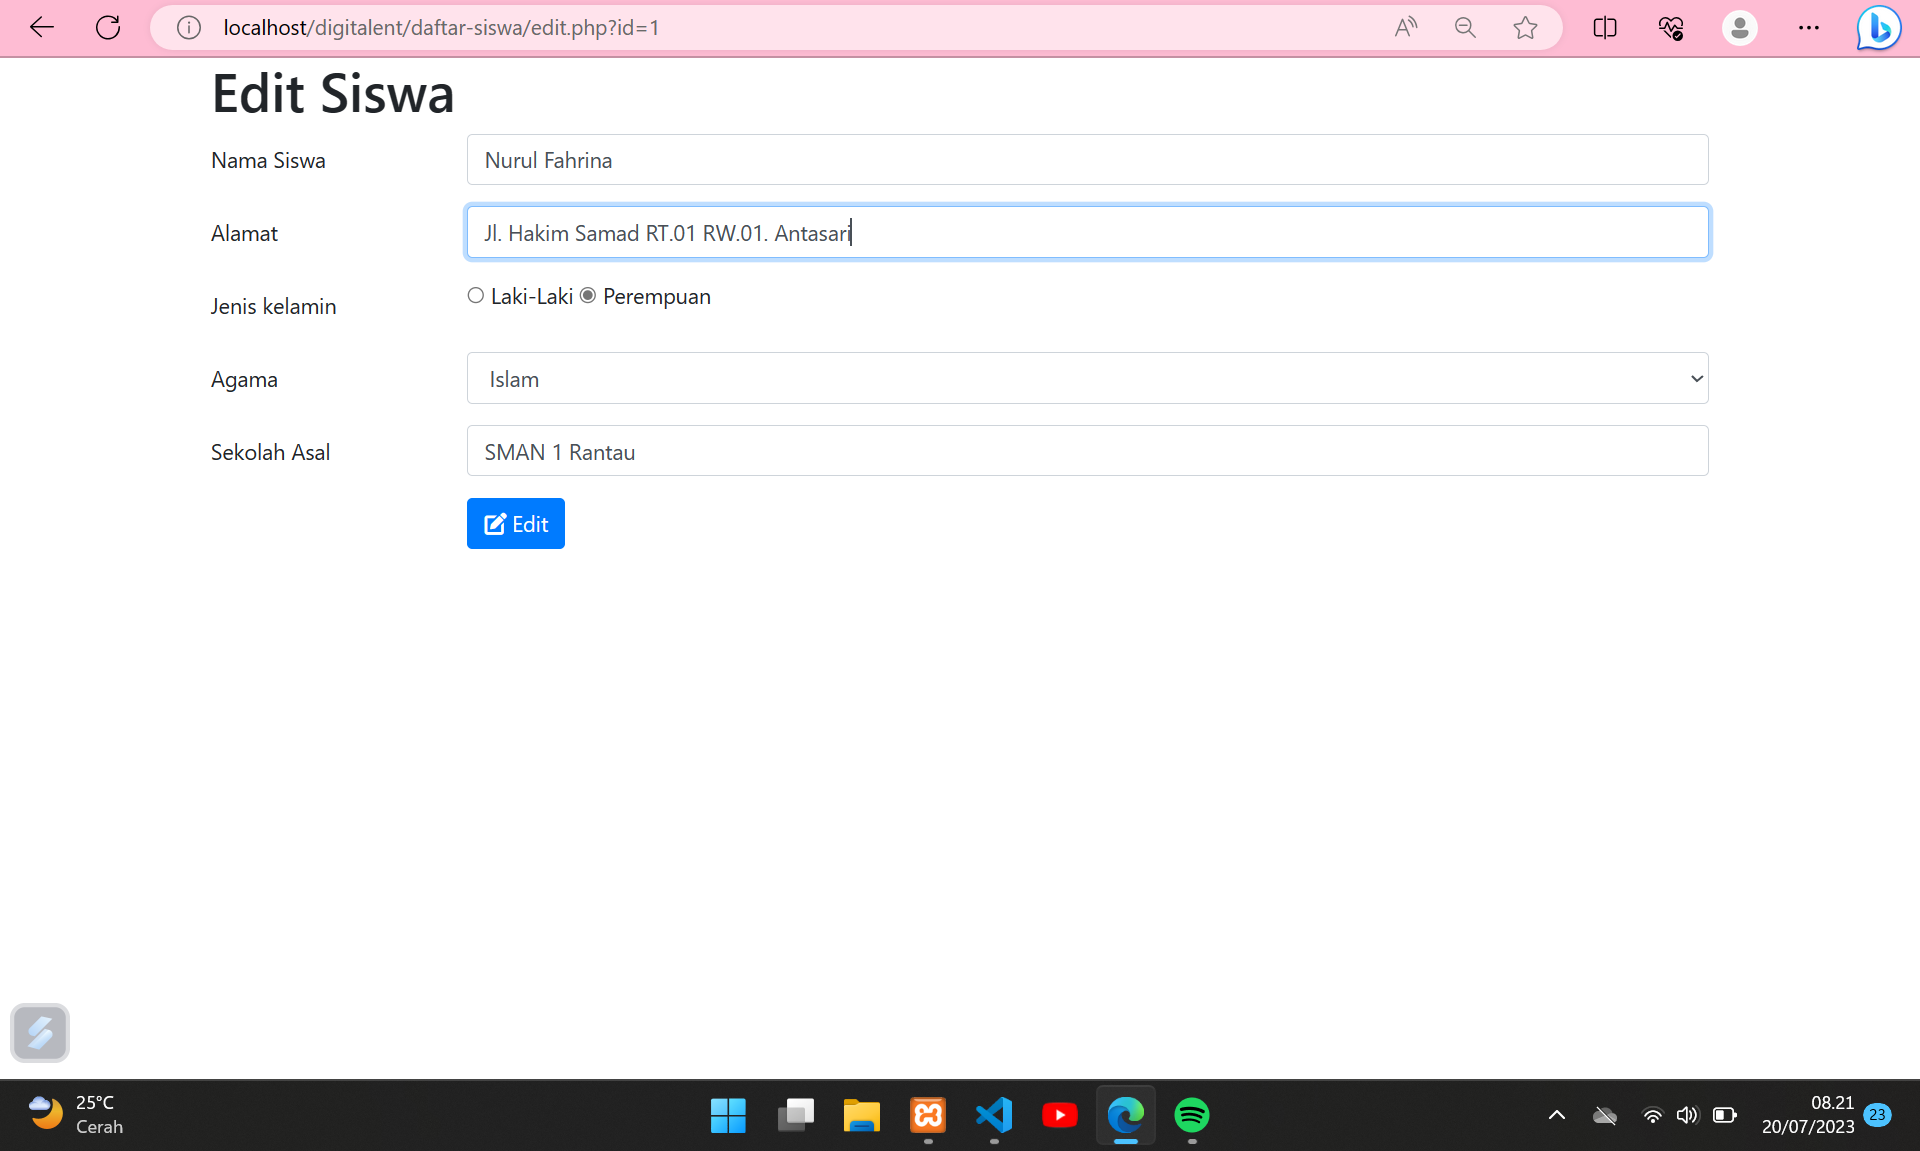 localhost/digitalent/daftar-siswa/edit.php?id=1
Edit Siswa
Nama Siswa
Nurul Fahrina
Alamat
Jl. Hakim Samad RT.01 RW.01. Antasari
Jenis kelamin
Laki-Laki Perempuan
Agama
Islam
Sekolah Asal
SMAN 1 Rantau
Edit
25°C
Cerah
08.21
20/07/2023
23